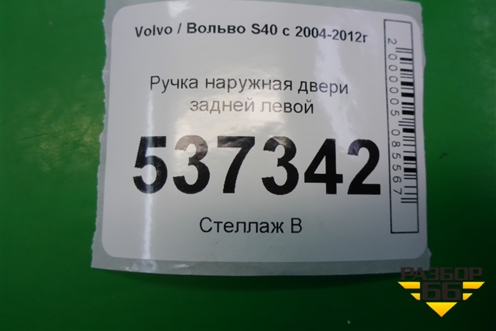 Volvo / Вольво S40 с 2004-2012г
Ручка наружная двери
задней левой
537342
Стеллаж В
2000005085567
РАЗБОР
66